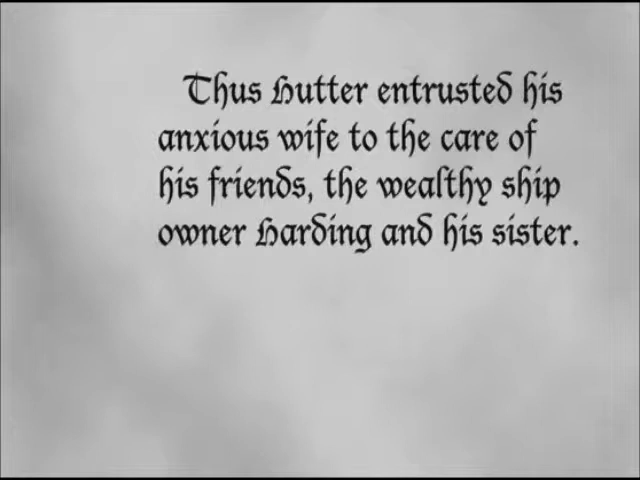 Thus Hutter entrusted his
anxious wife to the care of
his friends, the wealthy ship
owner Harding and his sister.